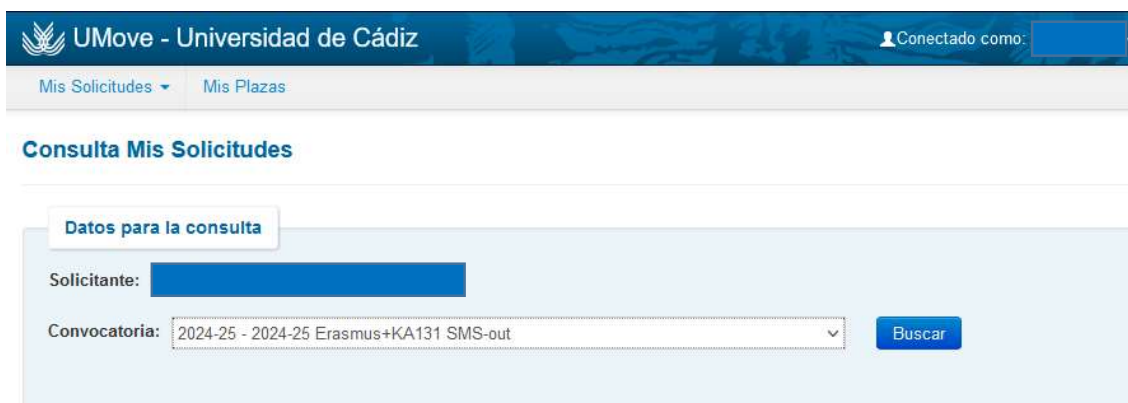 UMove - Universidad de Cádiz Conectado como:
Mis Solicitudes Mis Plazas
Consulta Mis Solicitudes
Datos para la consulta
Solicitante:
Convocatoria: 2024-25 - 2024-25 Erasmus+KA131 SMS-out Buscar